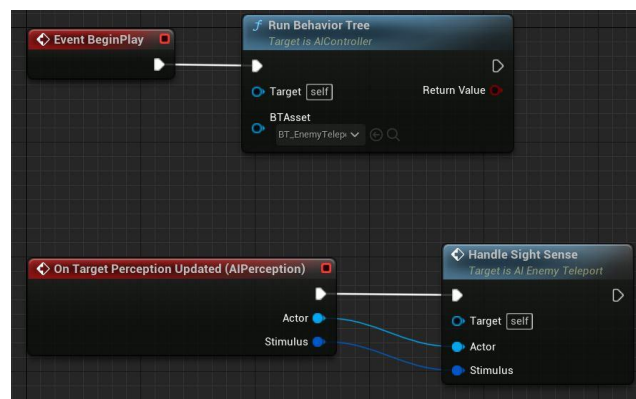 Event BeginPlay
f Run Behavior Tree
Target is AIController
Target self
Return Value
BTAsset
BT_EnemyTelep
On Target Perception Updated (AIPerception)
Actor
Stimulus
Handle Sight Sense
Target is AI Enemy Teleport
Target self
Actor
Stimulus